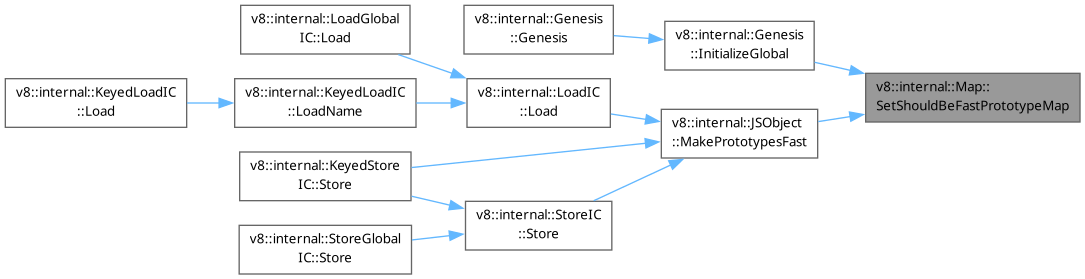 v8::internal::LoadGlobal
IC::Load
v8::internal::Genesis
::Genesis
v8::internal::Genesis
::InitializeGlobal
v8::internal::KeyedLoadIC
::Load
v8::internal::KeyedLoadIC
::LoadName
v8::internal::LoadIC
::Load
v8::internal::Map::
SetShouldBeFastPrototypeMap
v8::internal::JSObject
::MakePrototypesFast
v8::internal::KeyedStore
IC::Store
v8::internal::StoreIC
::Store
v8::internal::StoreGlobal
IC::Store